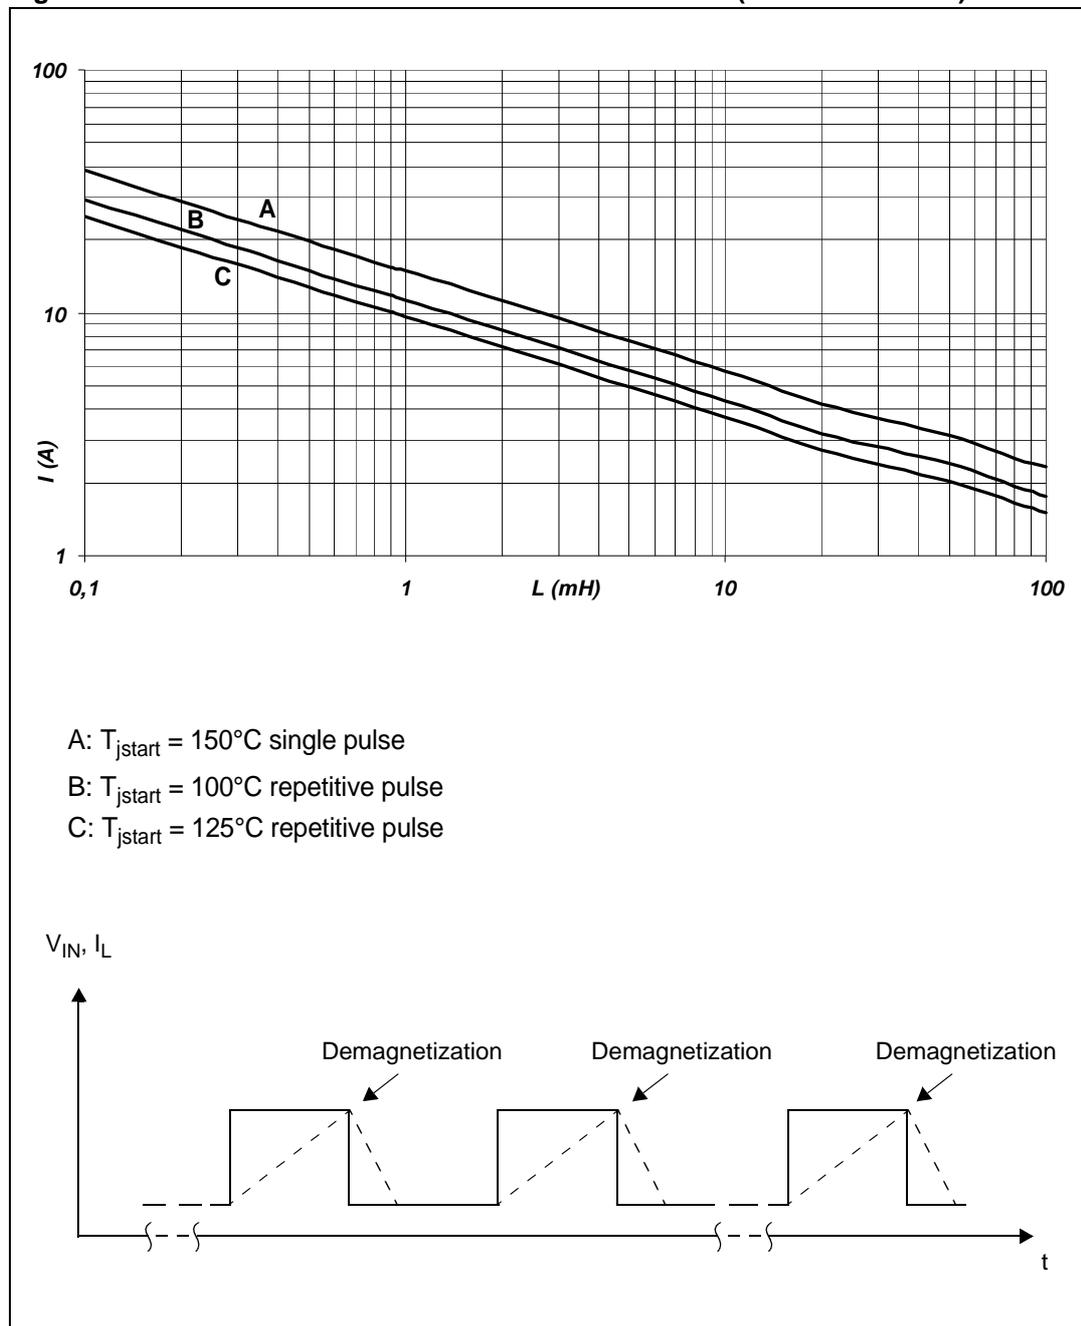 100
A
B
C
10
I (A)
1
0,1
1
L (mH)
10
100
A: Tjstart = 150°C single pulse
B: Tjstart = 100°C repetitive pulse
C: Tjstart = 125°C repetitive pulse
VIN, IL
Demagnetization
Demagnetization
Demagnetization
t